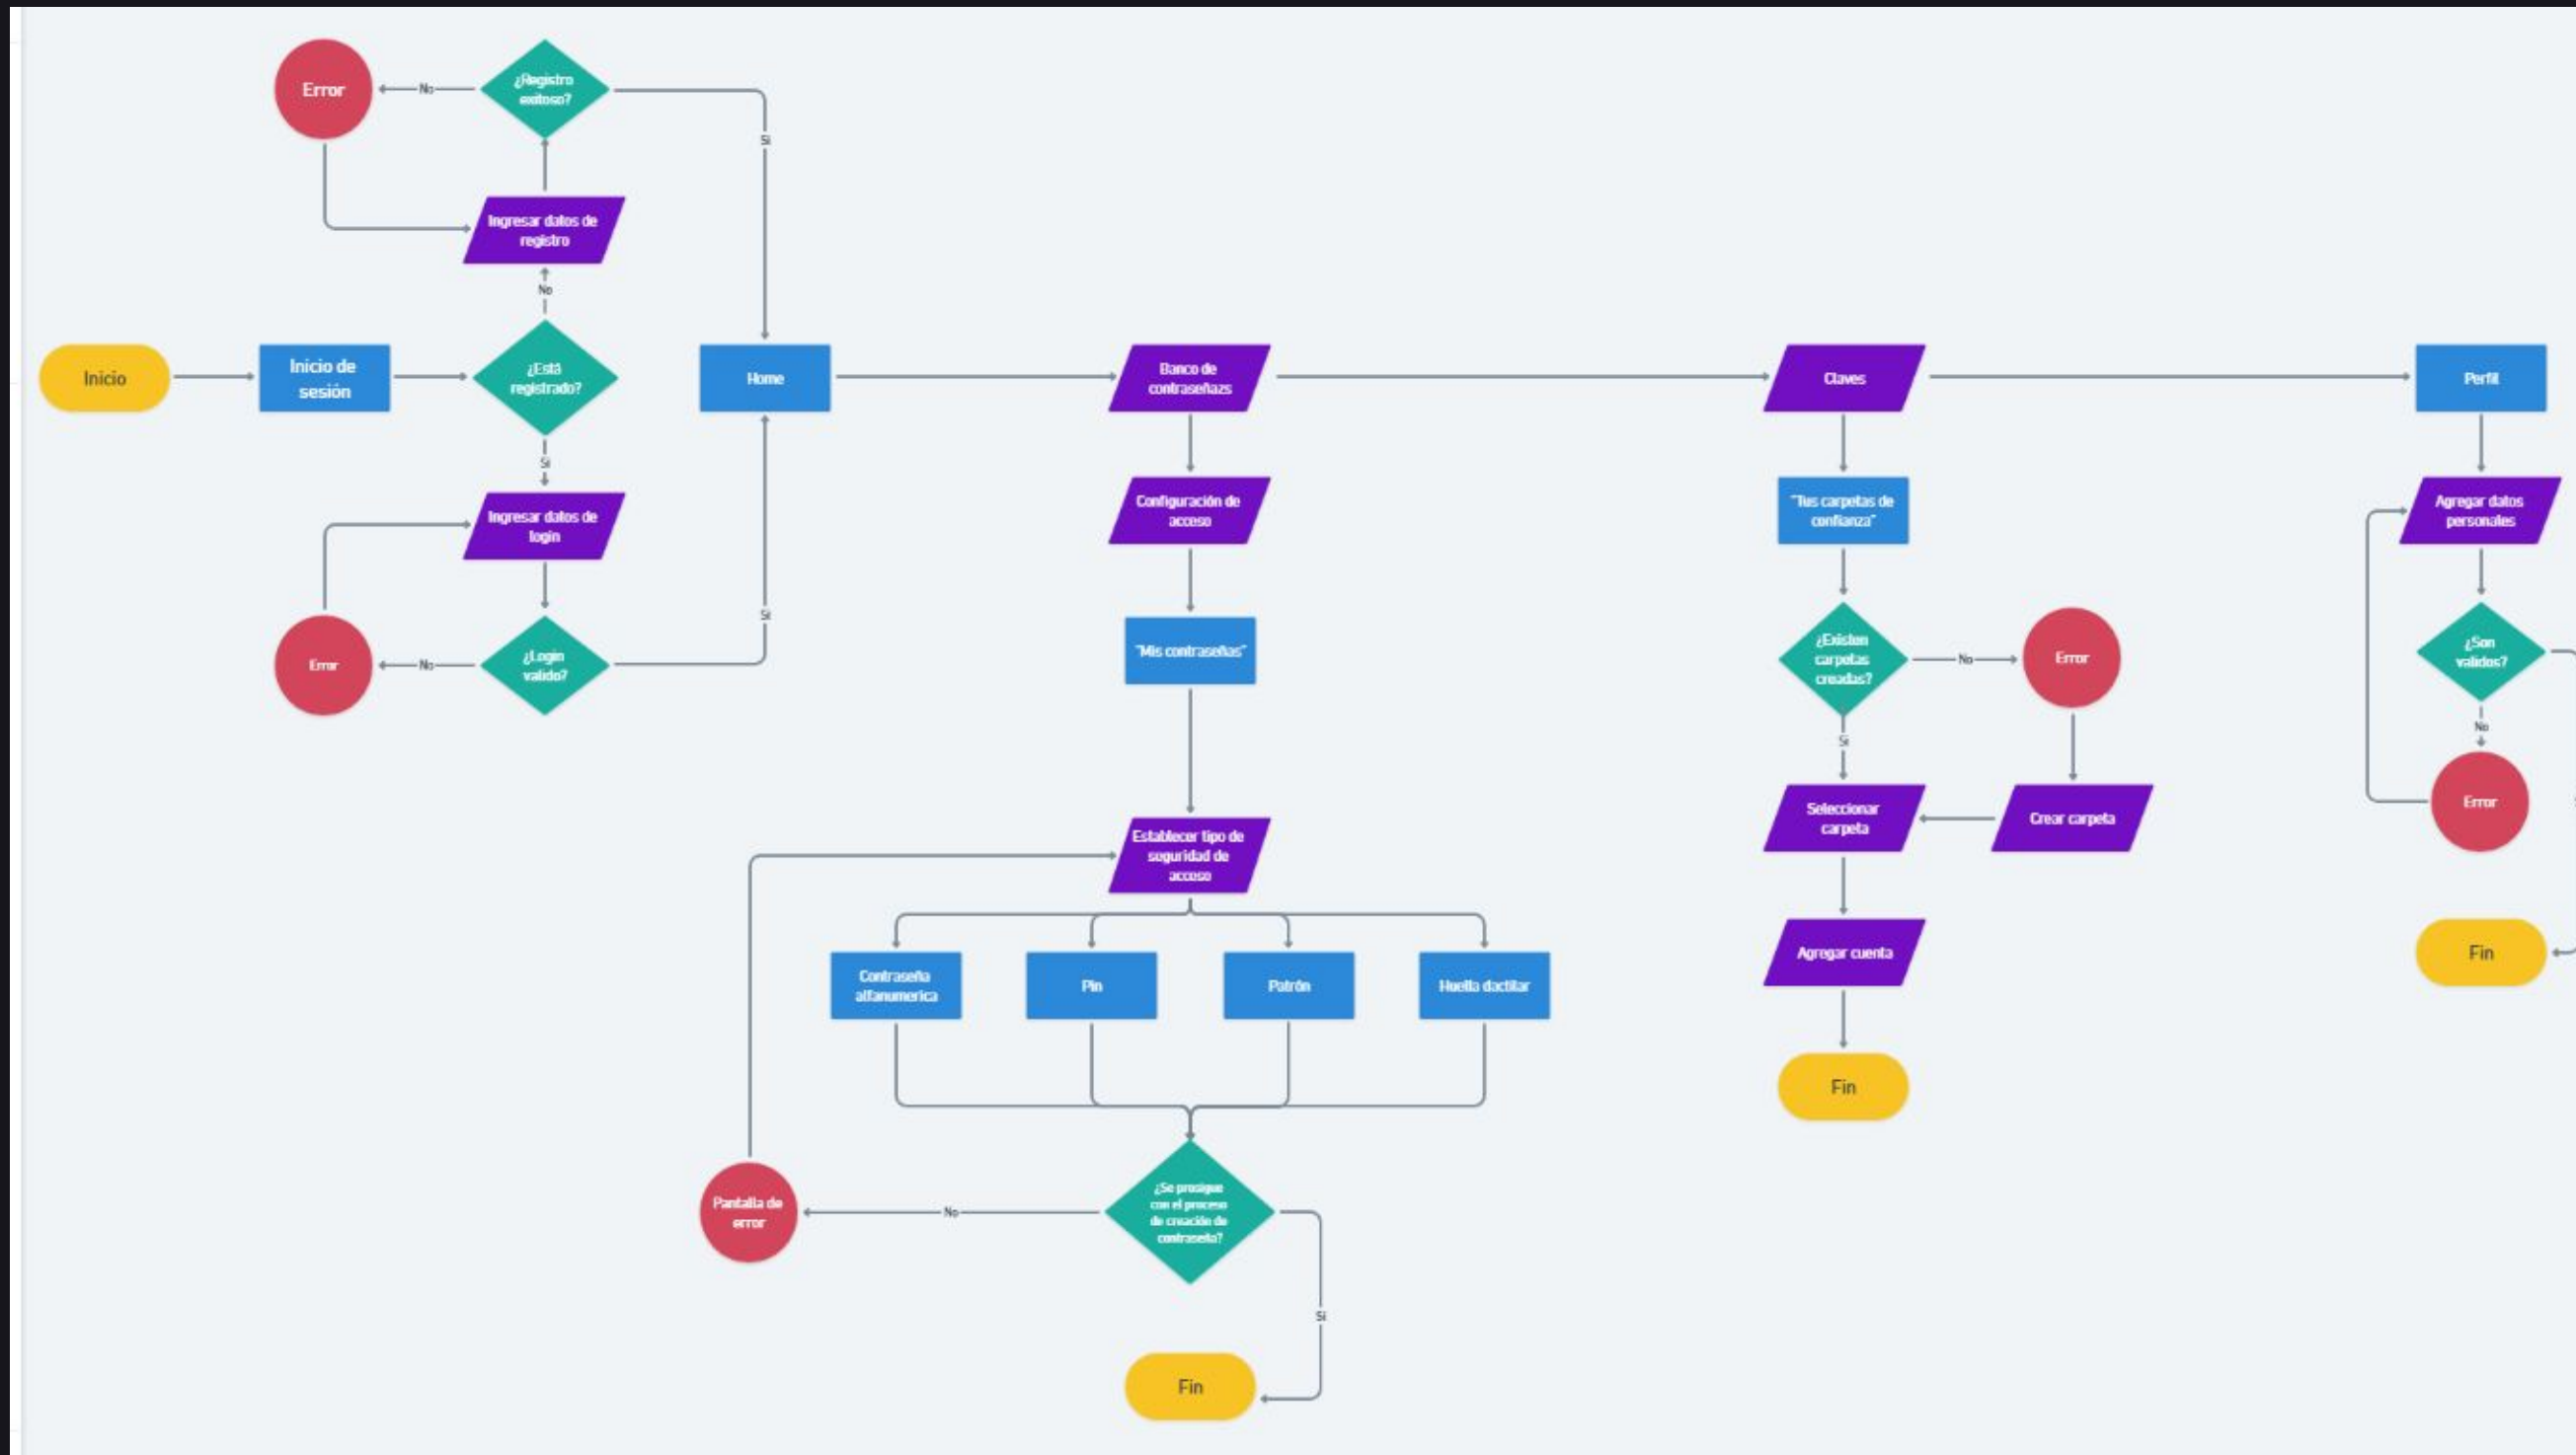 Error
No
¿Registro
exitoso?
Si
Ingresar datos de
registro
No
Inicio
Inicio de
sesión
¿Está
registrado?
Home
Banco de
contraseñazs
Claves
Perfil
Si
Ingresar datos de
login
Configuración de
acceso
"Tus carpetas de
confianza"
Agregar datos
personales
Error
No
¿Login
valido?
Si
"Mis contraseñas"
¿Existen
carpetas
creadas?
No
Error
¿Son
validos?
No
Si
Establecer tipo de
seguridad de
acceso
Seleccionar
carpeta
Crear carpeta
Error
Contraseña
alfanumerica
Pin
Patrón
Huella dactilar
Agregar cuenta
Fin
Fin
Pantalla de
error
No
¿Se prosigue
con el proceso
de creación de
contraseña?
Si
Fin